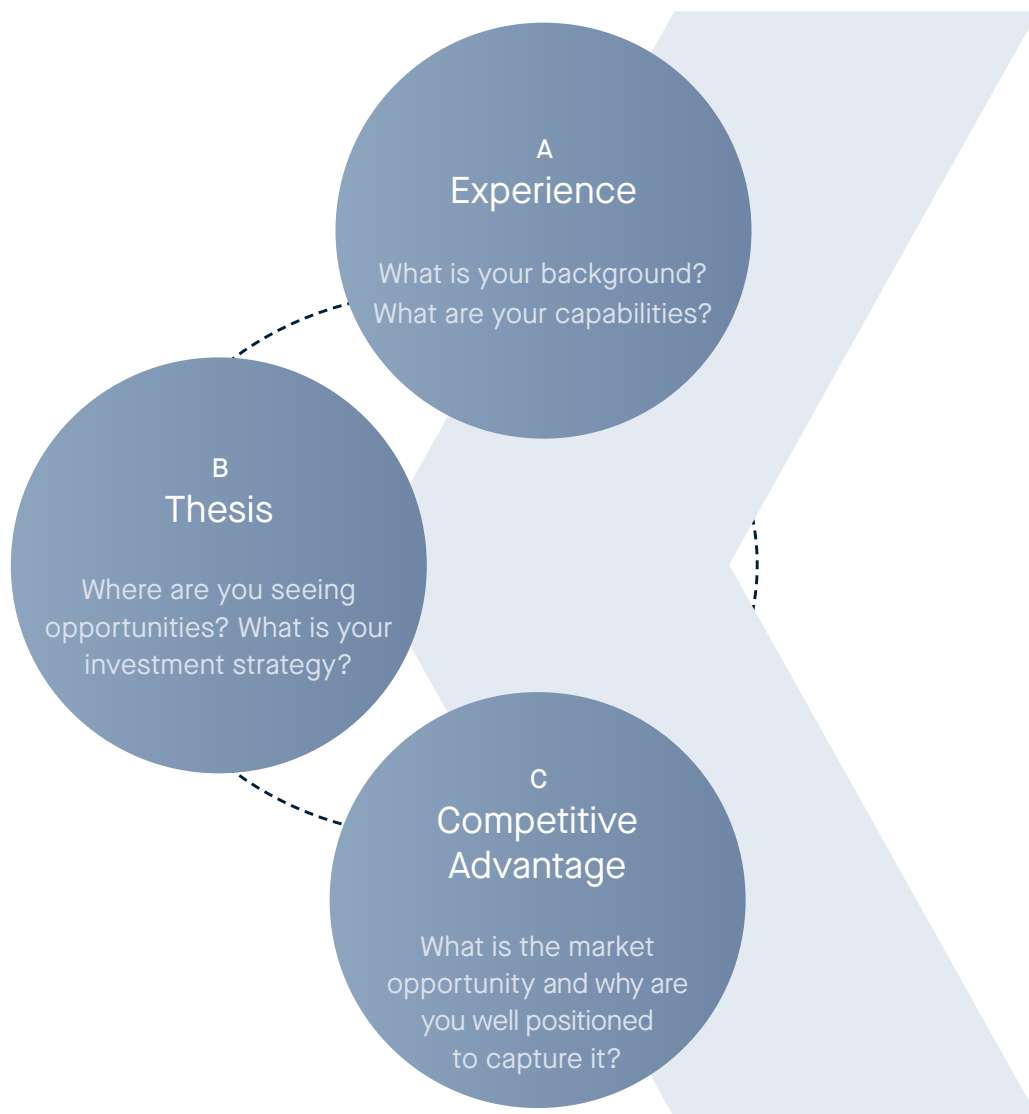 A
Experience
What is your background?
What are your capabilities?
B
Thesis
Where are you seeing
opportunities? What is your
investment strategy?
C
Competitive
Advantage
What is the market
opportunity and why are
you well positioned
to capture it?